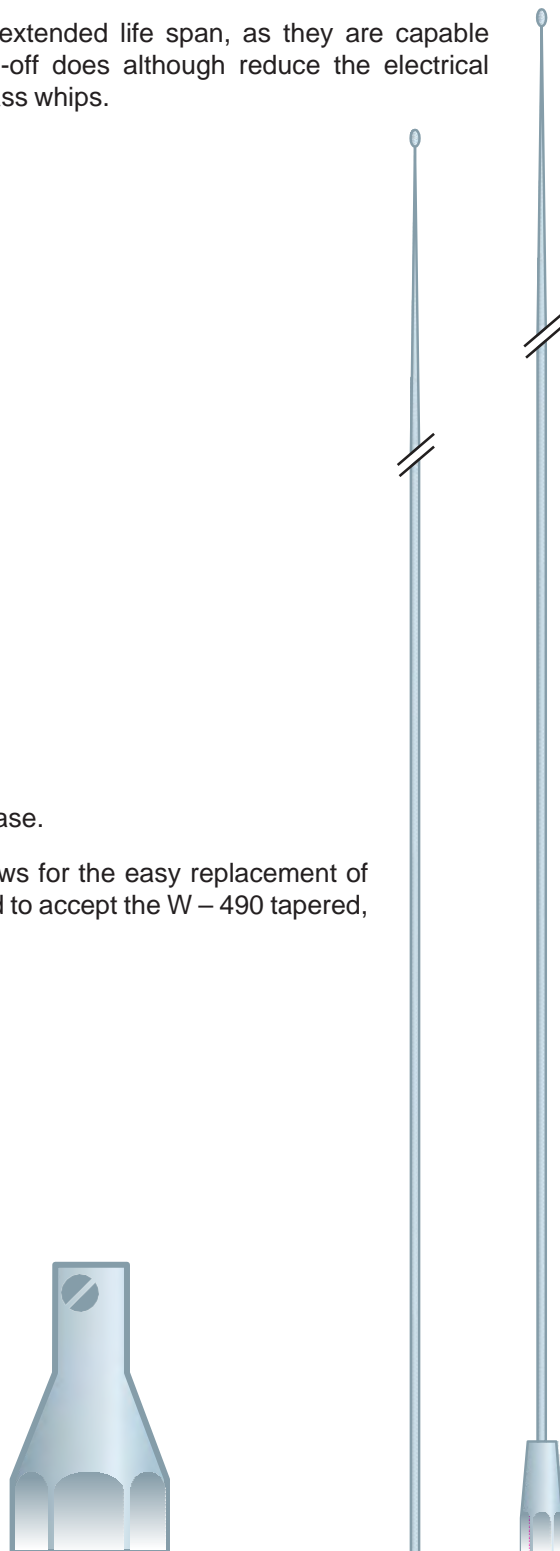 extended life span, as they are capable
-off does although reduce the electrical
ss whips.
ase.
ws for the easy replacement of
to accept the W – 490 tapered,